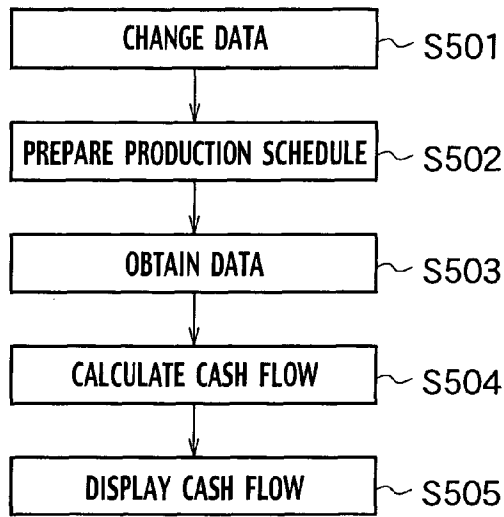 CHANGE DATA S501
PREPARE PRODUCTION SCHEDULE S502
OBTAIN DATA S503
CALCULATE CASH FLOW S504
DISPLAY CASH FLOW S505